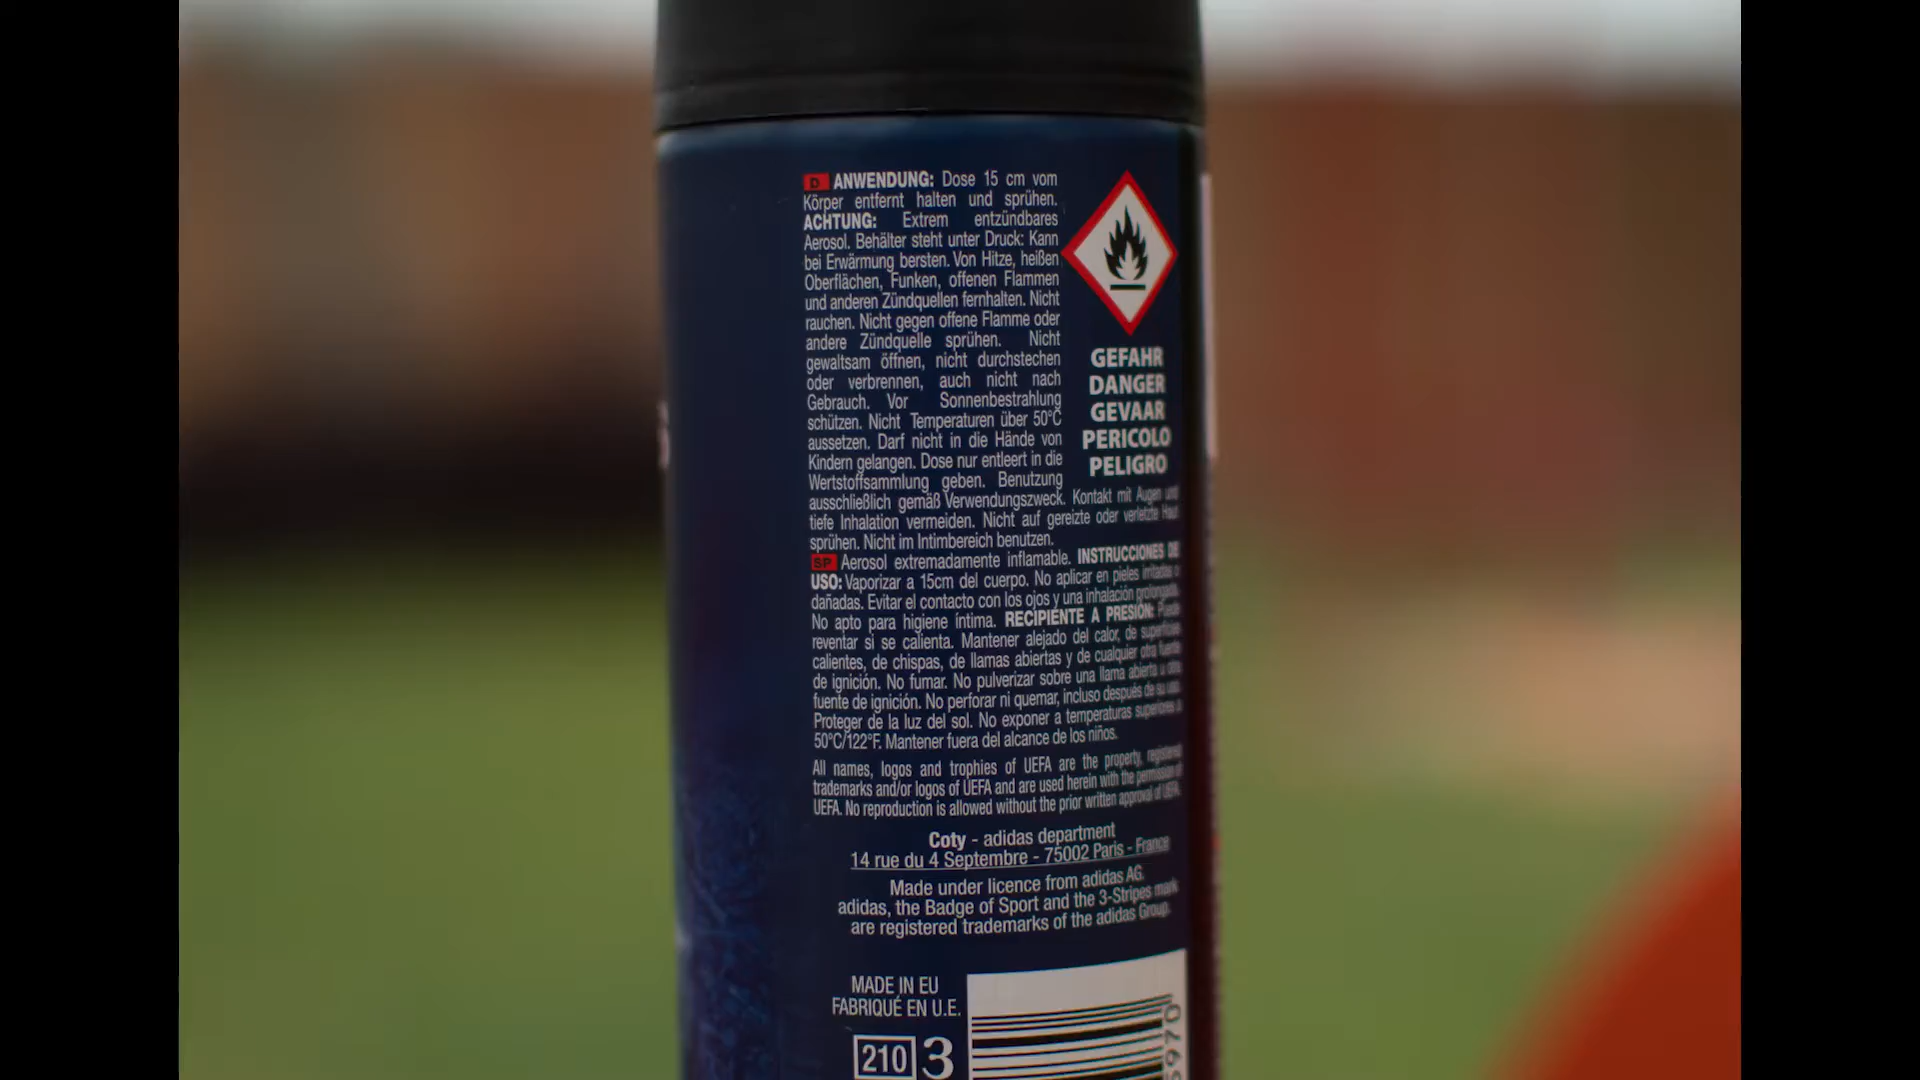 D ANWENDUNG: Dose 15 cm vom
Körper entfernt halten und sprühen.
ACHTUNG: Extrem entzündbares
Aerosol. Behälter steht unter Druck: Kann
bei Erwärmung bersten. Von Hitze, heißen
Oberflächen, Funken, offenen Flammen
und anderen Zündquellen fernhalten. Nicht
rauchen. Nicht gegen offene Flamme oder
andere Zündquelle sprühen. Nicht
gewaltsam öffnen, nicht durchstechen
oder verbrennen, auch nicht nach
Gebrauch. Vor Sonnenbestrahlung
schützen. Nicht Temperaturen über 50°C
aussetzen. Darf nicht in die Hände von
Kindern gelangen. Dose nur entleert in die
Wertstoffsammlung geben. Benutzung
ausschließlich gemäß Verwendungszweck. Kontakt mit Augen und
tiefe Inhalation vermeiden. Nicht auf gereizte oder verletzte Haut
sprühen. Nicht im Intimbereich benutzen.
GEFAHR
DANGER
GEVAAR
PERICOLO
PELIGRO
SP Aerosol extremadamente inflamable. INSTRUCCIONES DE
USO: Vaporizar a 15cm del cuerpo. No aplicar en pieles irritadas o
dañadas. Evitar el contacto con los ojos y una inhalación prolongada.
No apto para higiene íntima. RECIPIENTE A PRESIÓN: Puede
reventar si se calienta. Mantener alejado del calor, de superficies
calientes, de chispas, de llamas abiertas y de cualquier otra fuente
de ignición. No fumar. No pulverizar sobre una llama abierta u otra
fuente de ignición. No perforar ni quemar, incluso después de su uso.
Proteger de la luz del sol. No exponer a temperaturas superiores a
50°C/122°F. Mantener fuera del alcance de los niños.
All names, logos and trophies of UEFA are the property, registered
trademarks and/or logos of UEFA and are used herein with the permission of
UEFA. No reproduction is allowed without the prior written approval of UEFA.
Coty - adidas department
14 rue du 4 Septembre - 75002 Paris - France
Made under licence from adidas AG.
adidas, the Badge of Sport and the 3-Stripes mark
are registered trademarks of the adidas Group.
MADE IN EU
FABRIQUÉ EN U.E.
210 3